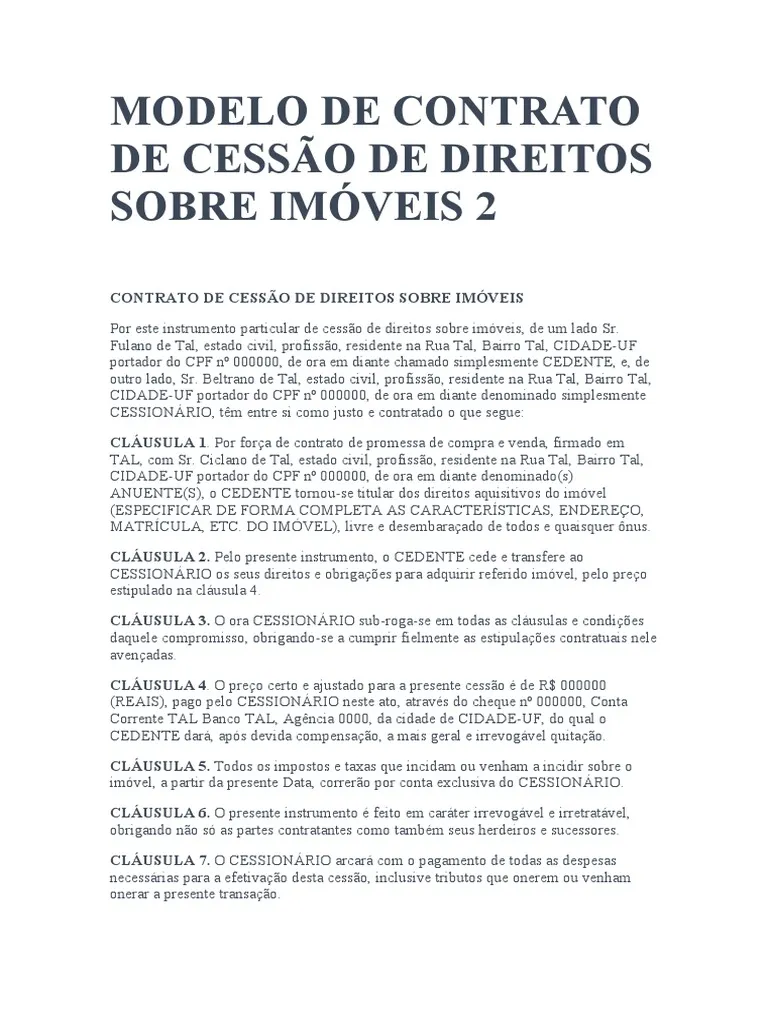 MODELO DE CONTRATO
DE CESSÃO DE DIREITOS
SOBRE IMÓVEIS 2
CONTRATO DE CESSÃO DE DIREITOS SOBRE IMÓVEIS
Por este instrumento particular de cessão de direitos sobre imóveis, de um lado Sr.
Fulano de Tal, estado civil, profissão, residente na Rua Tal, Bairro Tal, CIDADE-UF
portador do CPF nº 000000, de ora em diante chamado simplesmente CEDENTE, e, de
outro lado, Sr. Beltrano de Tal, estado civil, profissão, residente na Rua Tal, Bairro Tal,
CIDADE-UF portador do CPF nº 000000, de ora em diante denominado simplesmente
CESSIONÁRIO, têm entre si como justo e contratado o que segue:
CLÁUSULA 1. Por força de contrato de promessa de compra e venda, firmado em
TAL, com Sr. Ciclano de Tal, estado civil, profissão, residente na Rua Tal, Bairro Tal,
CIDADE-UF portador do CPF nº 000000, de ora em diante denominado(s)
ANUENTE(S), o CEDENTE tornou-se titular dos direitos aquisitivos do imóvel
(ESPECIFICAR DE FORMA COMPLETA AS CARACTERÍSTICAS, ENDEREÇO,
MATRÍCULA, ETC. DO IMÓVEL), livre e desembaraçado de todos e quaisquer ônus.
CLÁUSULA 2. Pelo presente instrumento, o CEDENTE cede e transfere ao
CESSIONÁRIO os seus direitos e obrigações para adquirir referido imóvel, pelo preço
estipulado na cláusula 4.
CLÁUSULA 3. O ora CESSIONÁRIO sub-roga-se em todas as cláusulas e condições
daquele compromisso, obrigando-se a cumprir fielmente as estipulações contratuais nele
avençadas.
CLÁUSULA 4. O preço certo e ajustado para a presente cessão é de R$ 000000
(REAIS), pago pelo CESSIONÁRIO neste ato, através do cheque nº 000000, Conta
Corrente TAL Banco TAL, Agência 0000, da cidade de CIDADE-UF, do qual o
CEDENTE dará, após devida compensação, a mais geral e irrevogável quitação.
CLÁUSULA 5. Todos os impostos e taxas que incidam ou venham a incidir sobre o
imóvel, a partir da presente Data, correrão por conta exclusiva do CESSIONÁRIO.
CLÁUSULA 6. O presente instrumento é feito em caráter irrevogável e irretratável,
obrigando não só as partes contratantes como também seus herdeiros e sucessores.
CLÁUSULA 7. O CESSIONÁRIO arcará com o pagamento de todas as despesas
necessárias para a efetivação desta cessão, inclusive tributos que onerem ou venham
onerar a presente transação.